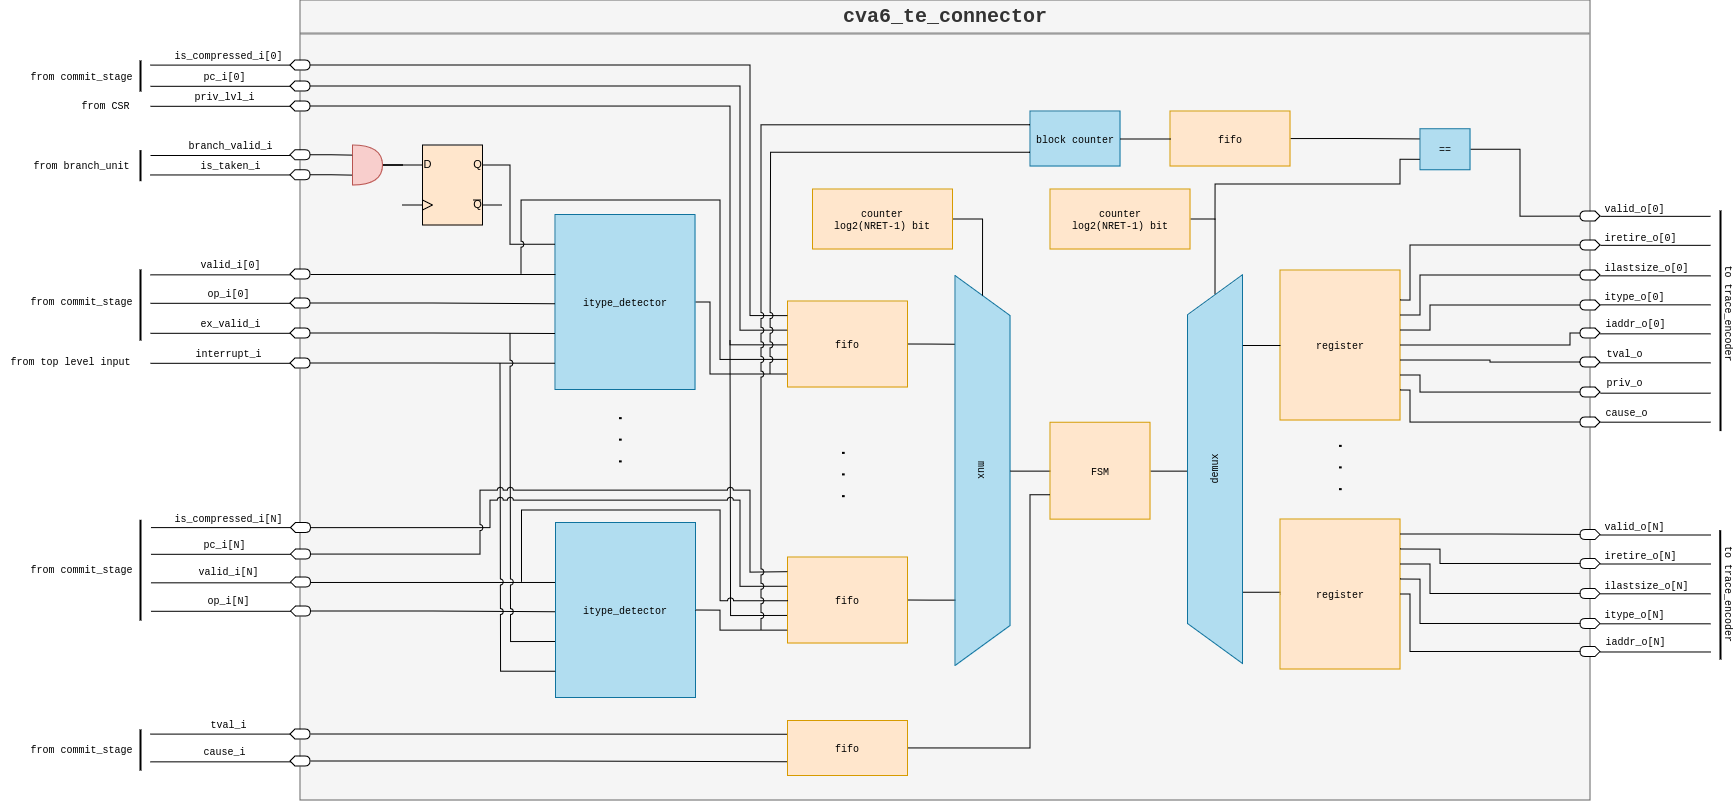 cva6_te_connector
is_compressed_i[0]
from commit_stage
pc_i[0]
priv_lvl_i
from CSR
branch_valid_i
from branch_unit
is_taken_i
D
Q
Q
valid_i[0]
op_i[0]
from commit_stage
ex_valid_i
interrupt_i
from top level input
itype_detector
.
.
.
is_compressed_i[N]
pc_i[N]
from commit_stage
valid_i[N]
op_i[N]
itype_detector
tval_i
from commit_stage
cause_i
block counter
fifo
==
counter
log2(NRET-1) bit
counter
log2(NRET-1) bit
fifo
.
.
.
fifo
fifo
mux
FSM
demux
register
.
.
.
register
valid_o[0]
iretire_o[0]
ilastsize_o[0]
itype_o[0]
iaddr_o[0]
tval_o
priv_o
cause_o
to trace_encoder
valid_o[N]
iretire_o[N]
ilastsize_o[N]
itype_o[N]
iaddr_o[N]
to trace_encoder